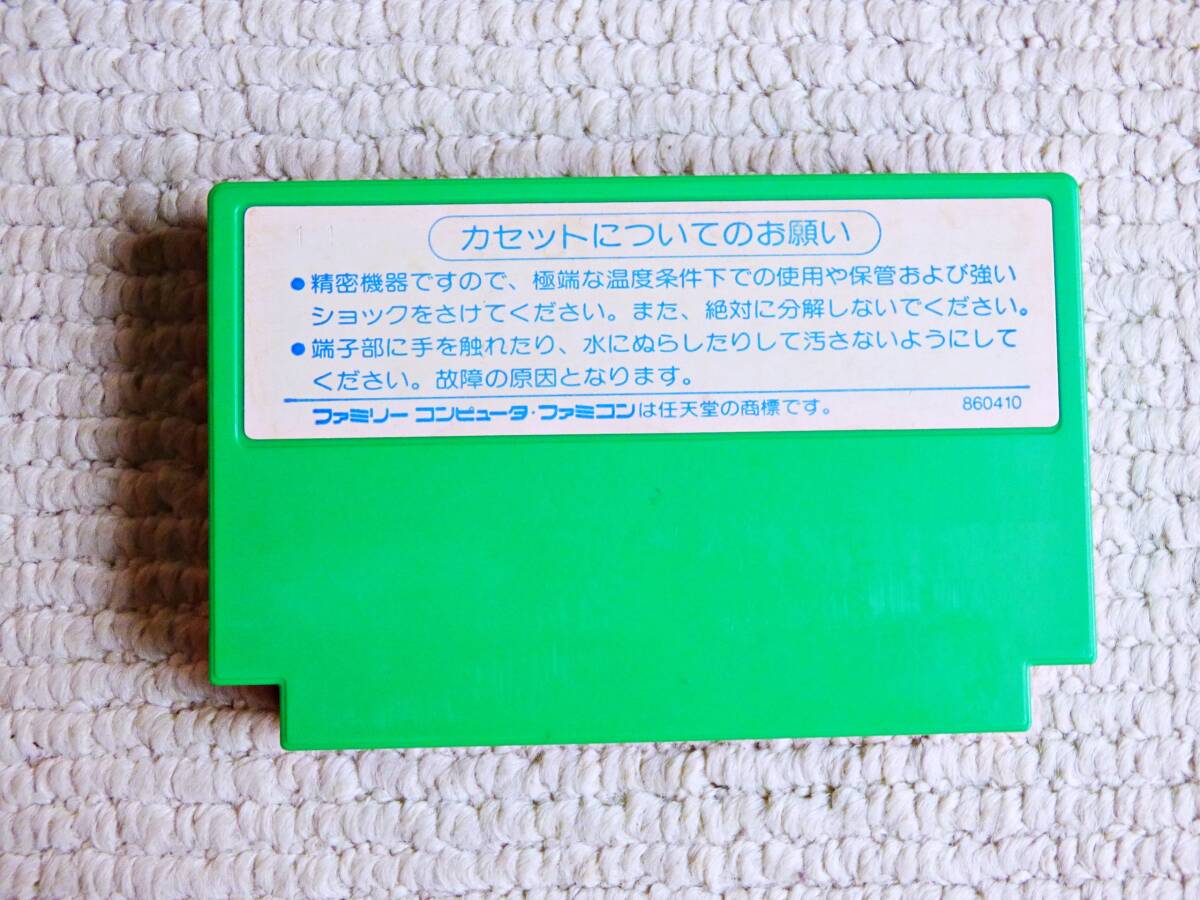 11
カセットについてのお願い
●精密機器ですので、極端な温度条件下での使用や保管および強い
ショックをさけてください。また、絶対に分解しないでください。
●端子部に手を触れたり、水にぬらしたりして汚さないようにして
ください。故障の原因となります。
ファミリーコンピュータ・ファミコンは任天堂の商標です。 860410